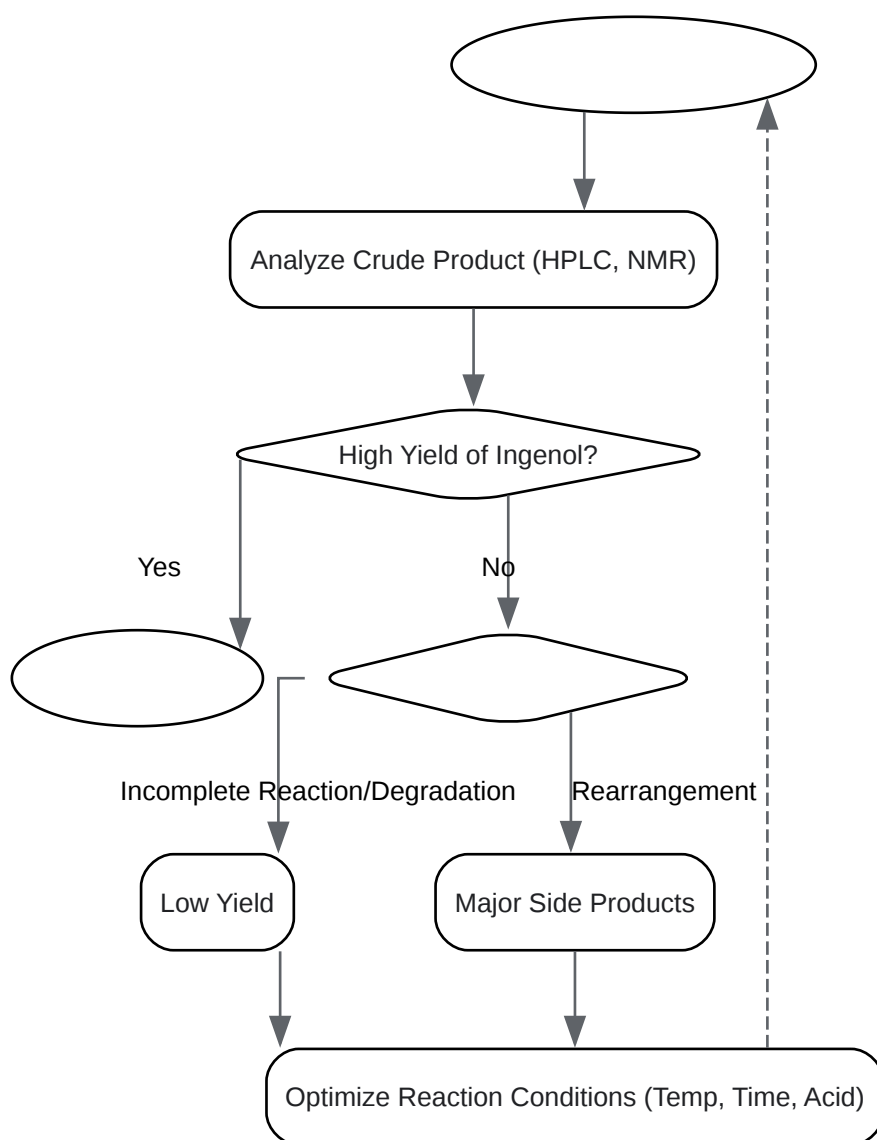 Analyze Crude Product (HPLC, NMR)
High Yield of Ingenol?
Yes
No
Incomplete Reaction/Degradation
Rearrangement
Low Yield
Major Side Products
Optimize Reaction Conditions (Temp, Time, Acid)